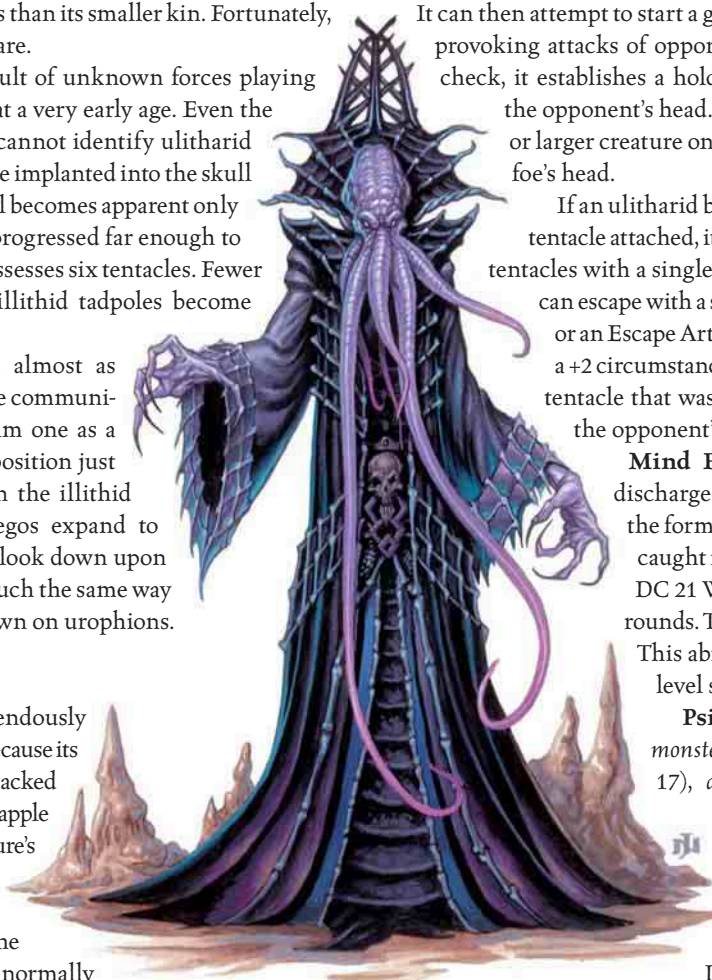 s than its smaller kin. Fortunately,
are.
ult of unknown forces playing
at a very early age. Even the
cannot identify ulitharid
e implanted into the skull
l becomes apparent only
progressed far enough to
ssesses six tentacles. Fewer
illithid tadpoles become
almost as
e communi-
m one as a
position just
n the illithid
egos expand to
look down upon
uch the same way
wn on urophions.
endously
ecause its
acked
apple
ure's
ne
normally
It can then attempt to start a g
provoking attacks of oppor
check, it establishes a hold
the opponent's head.
or larger creature on
foe's head.
If an ulitharid b
tentacle attached, it
tentacles with a single
can escape with a s
or an Escape Art
a +2 circumstanc
tentacle that was
the opponent'
Mind B
discharge
the form
caught i
DC 21 W
rounds. T
This abi
level s
Psi
monste
17), a